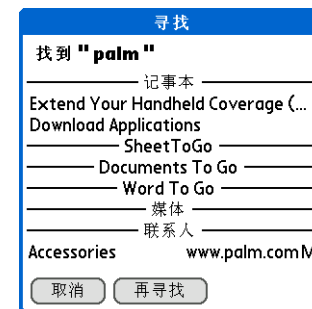 寻找
找到 "palm"
记事本
Extend Your Handheld Coverage (...
Download Applications
SheetToGo
Documents To Go
Word To Go
媒体
联系人
Accessories www.palm.com M
取消 再寻找